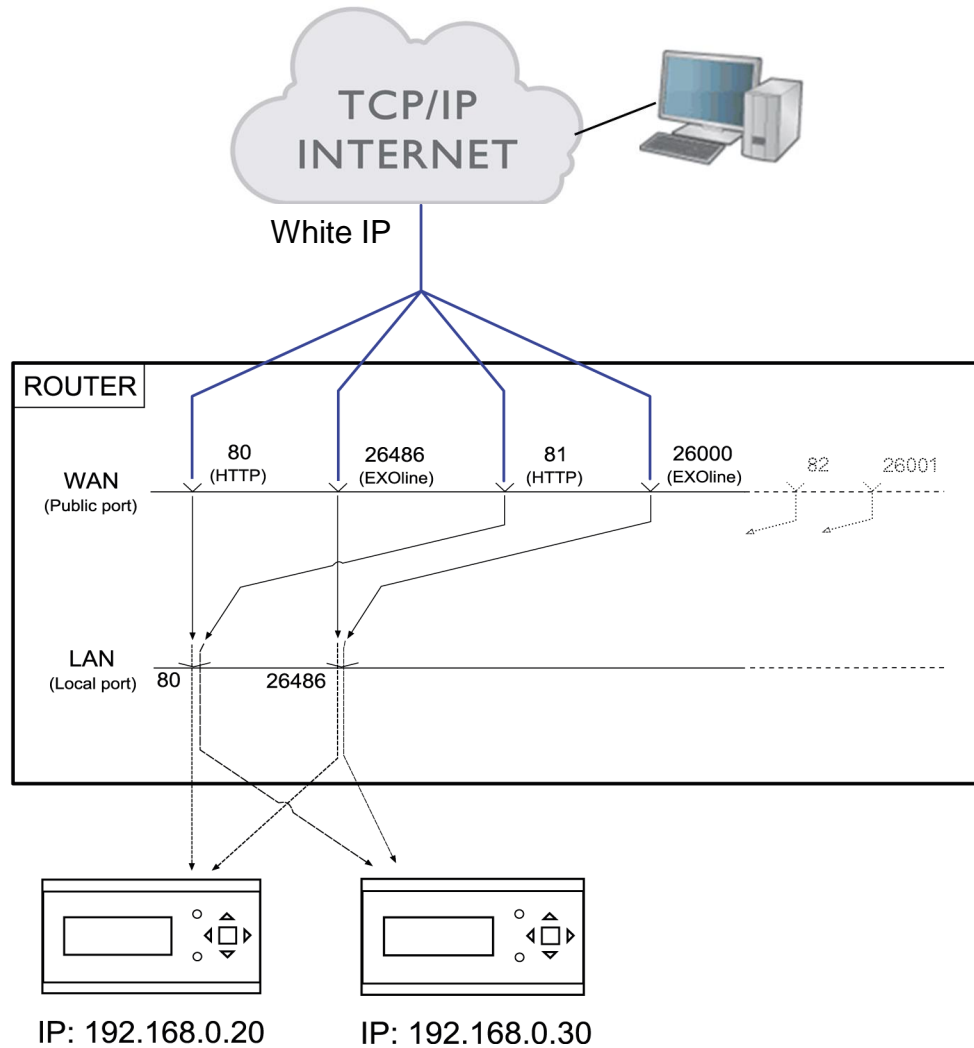 TCP/IP
INTERNET
White IP
ROUTER
WAN
(Public port)
80
(HTTP)
26486
(EXOline)
81
(HTTP)
26000
(EXOline)
82
26001
LAN
(Local port)
80
26486
IP: 192.168.0.20
IP: 192.168.0.30